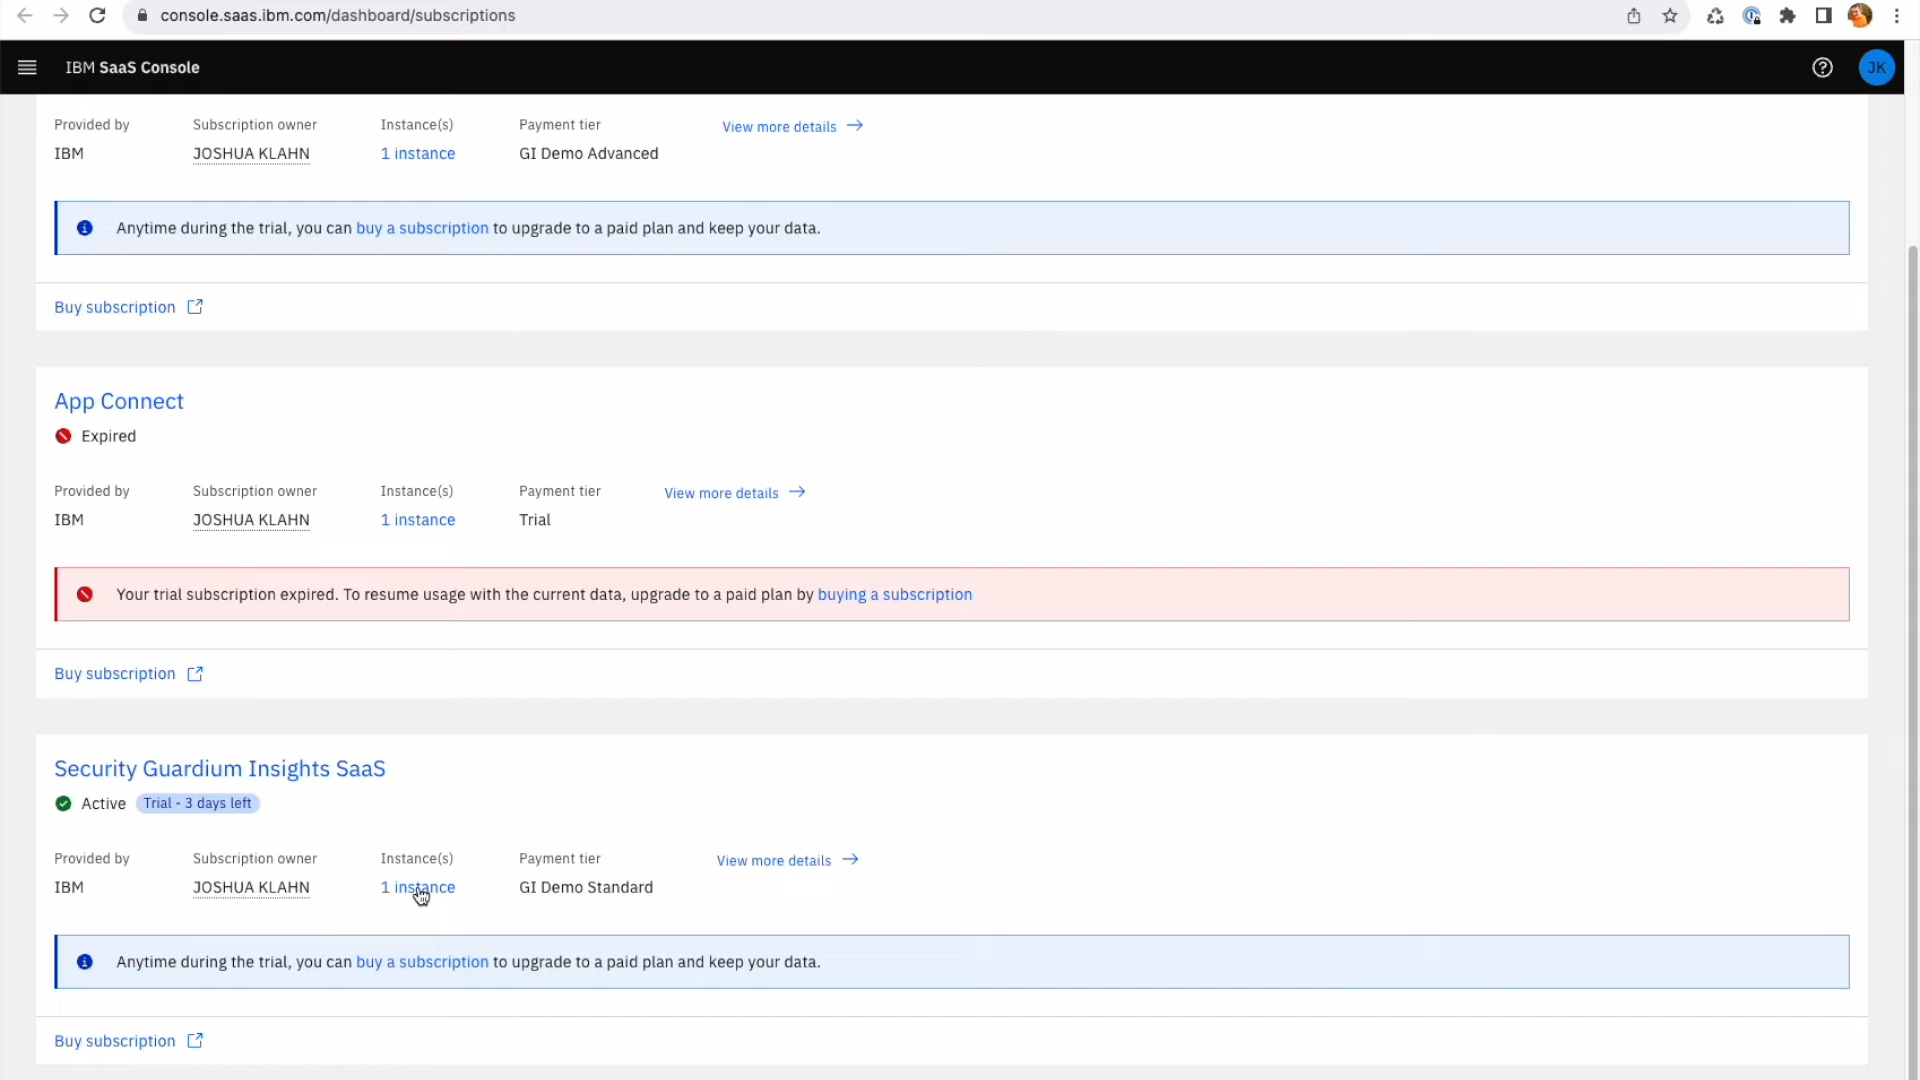 console.saas.ibm.com/dashboard/subscriptions
IBM SaaS Console
JK
Provided by Subscription owner Instance(s) Payment tier View more details
IBM JOSHUA KLAHN 1 instance GI Demo Advanced
Anytime during the trial, you can buy a subscription to upgrade to a paid plan and keep your data.
Buy subscription
App Connect
Expired
Provided by Subscription owner Instance(s) Payment tier View more details
IBM JOSHUA KLAHN 1 instance Trial
Your trial subscription expired. To resume usage with the current data, upgrade to a paid plan by buying a subscription
Buy subscription
Security Guardium Insights SaaS
Active Trial - 3 days left
Provided by Subscription owner Instance(s) Payment tier View more details
IBM JOSHUA KLAHN 1 instance GI Demo Standard
Anytime during the trial, you can buy a subscription to upgrade to a paid plan and keep your data.
Buy subscription